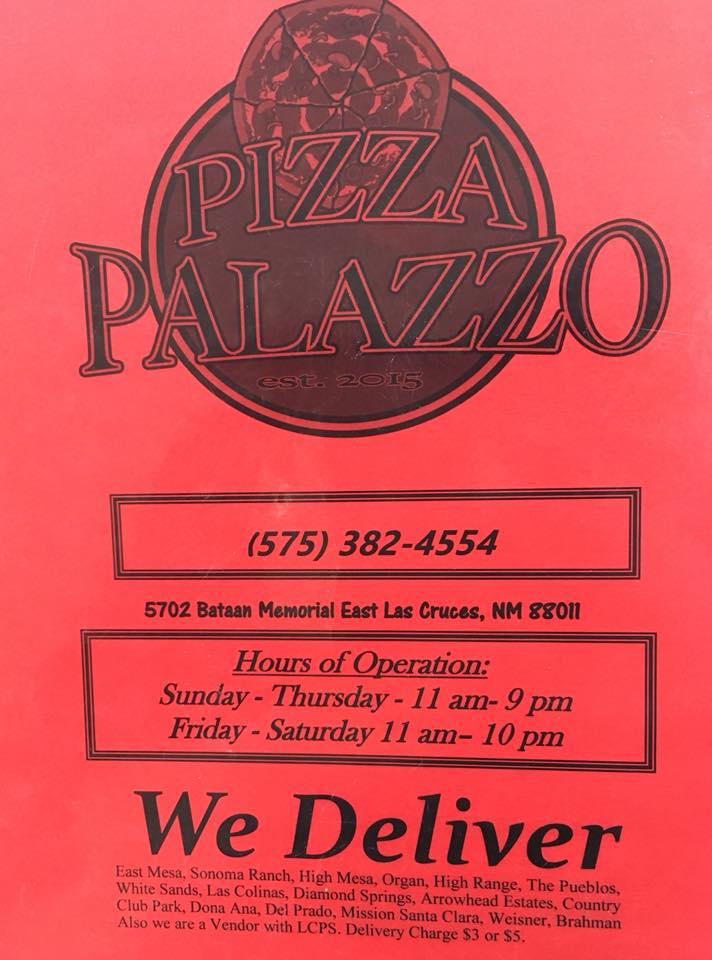 PIZZA
PALAZZO
est. 2015
(575) 382-4554
5702 Bataan Memorial East Las Cruces, NM 88011
Hours of Operation:
Sunday - Thursday - 11 am- 9 pm
Friday - Saturday 11 am– 10 pm
We Deliver
East Mesa, Sonoma Ranch, High Mesa, Organ, High Range, The Pueblos,
White Sands, Las Colinas, Diamond Springs, Arrowhead Estates, Country
Club Park, Dona Ana, Del Prado, Mission Santa Clara, Weisner, Brahman
Also we are a Vendor with LCPS. Delivery Charge $3 or $5.